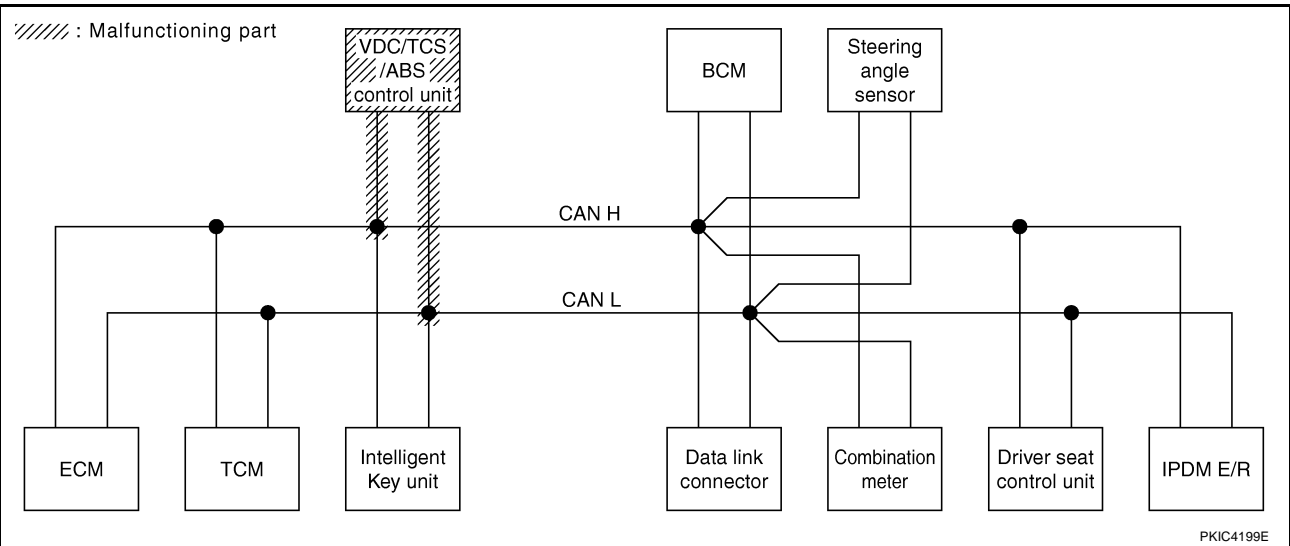 : Malfunctioning part
VDC/TCS
/ABS
control unit
BCM
Steering
angle
sensor
CAN H
CAN L
ECM
TCM
Intelligent
Key unit
Data link
connector
Combination
meter
Driver seat
control unit
IPDM E/R
PKIC4199E